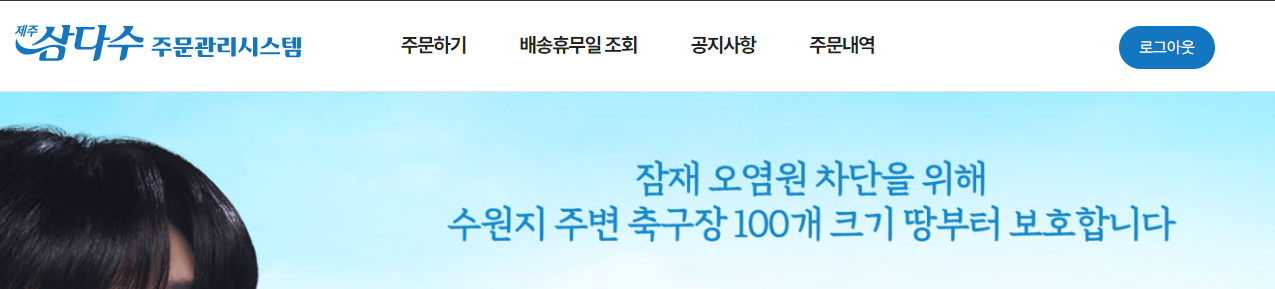 제주 삼다수 주문관리시스템
주문하기 배송휴무일 조회 공지사항 주문내역 로그아웃
잠재 오염원 차단을 위해
수원지 주변 축구장 100개 크기 땅부터 보호합니다